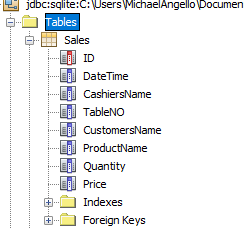 jdbc:sqlite:C:\Users\MichaelAngello\Documen
Tables
Sales
ID
DateTime
CashiersName
TableNO
CustomersName
ProductName
Quantity
Price
Indexes
Foreign Keys